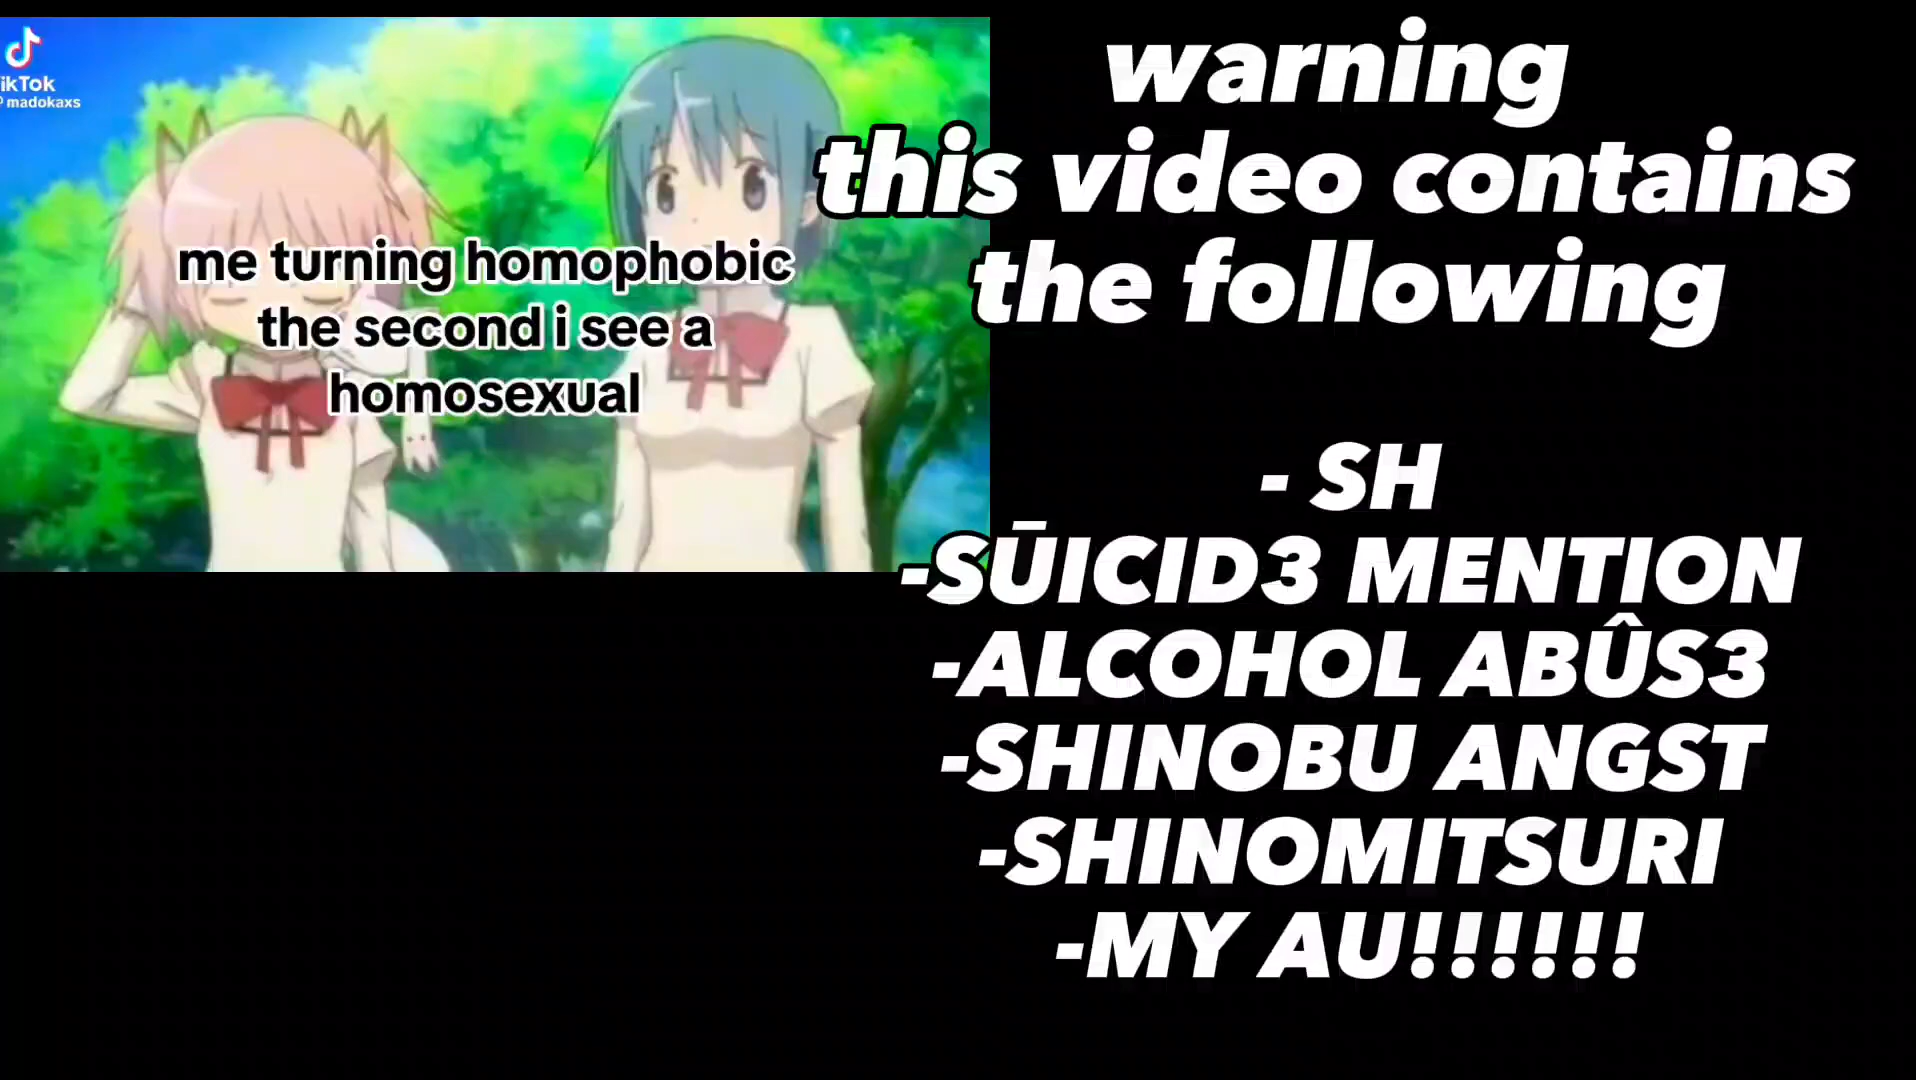 ikTok
madokaxs
me turning homophobic
the second i see a
homosexual
warning
this video contains
the following
- SH
-SŪICID3 MENTION
-ALCOHOL ABÛS3
-SHINOBU ANGST
-SHINOMITSURI
-MY AU!!!!!!